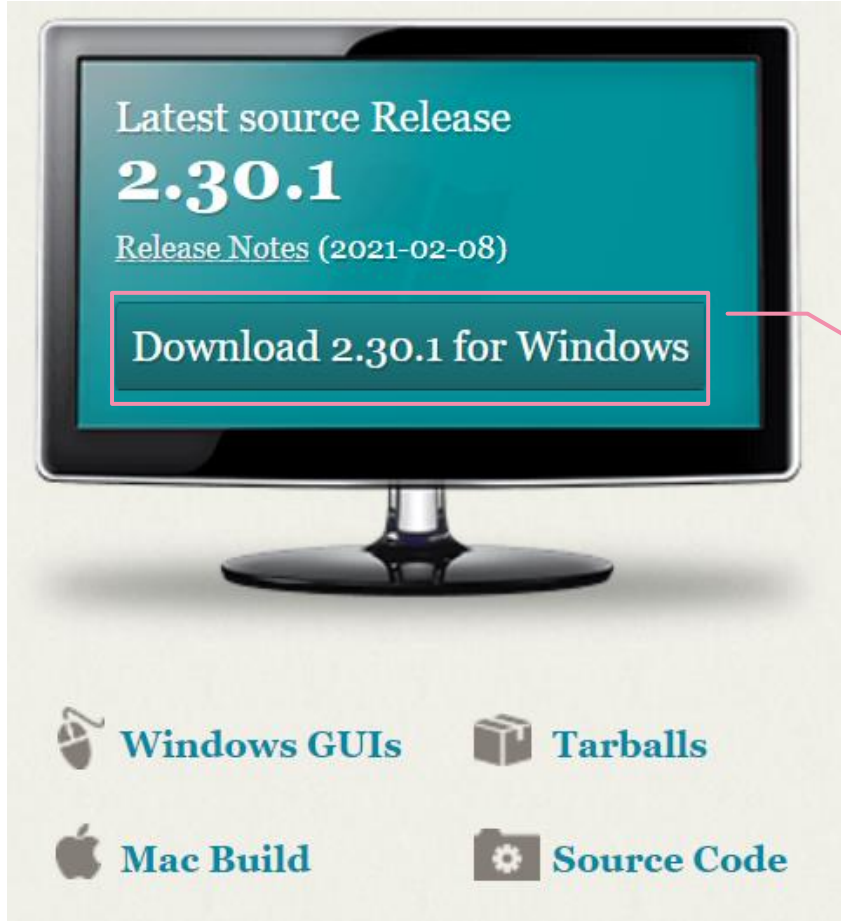 Latest source Release
2.30.1
Release Notes (2021-02-08)
Download 2.30.1 for Windows
Windows GUIs
Tarballs
Mac Build
Source Code